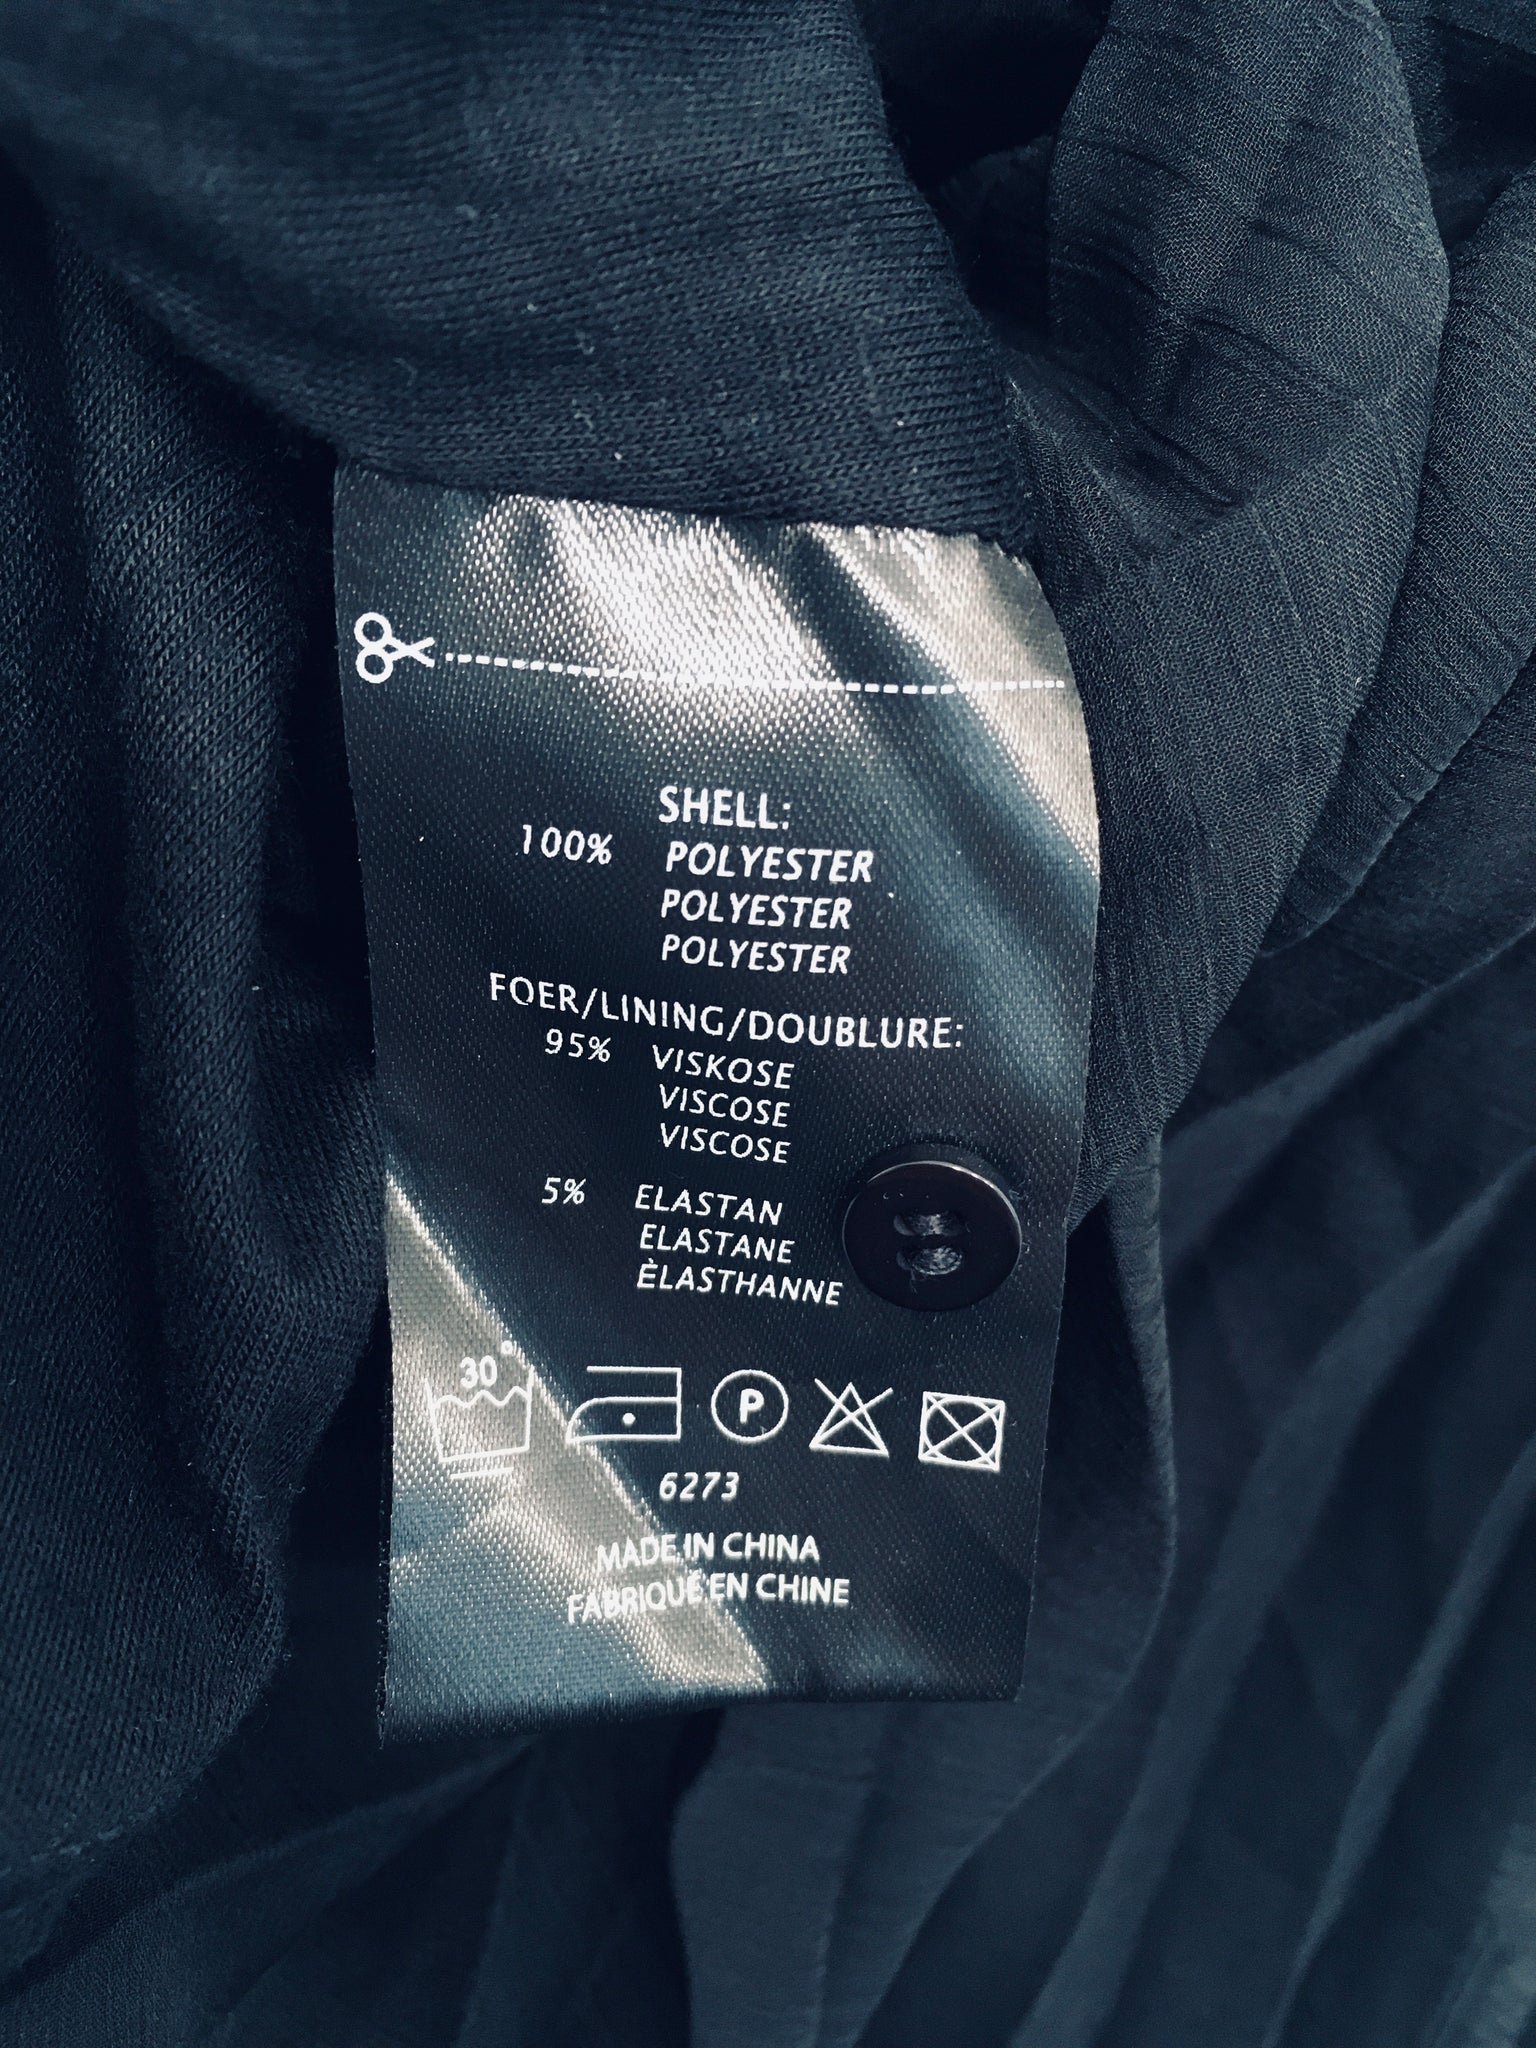 SHELL:
100% POLYESTER
POLYESTER
POLYESTER
FOER/LINING/DOUBLURE:
95% VISKOSE
VISCOSE
VISCOSE
5% ELASTAN
ELASTANE
ÈLASTHANNE
30°
P
6273
MADE IN CHINA
FABRIQUÉ EN CHINE